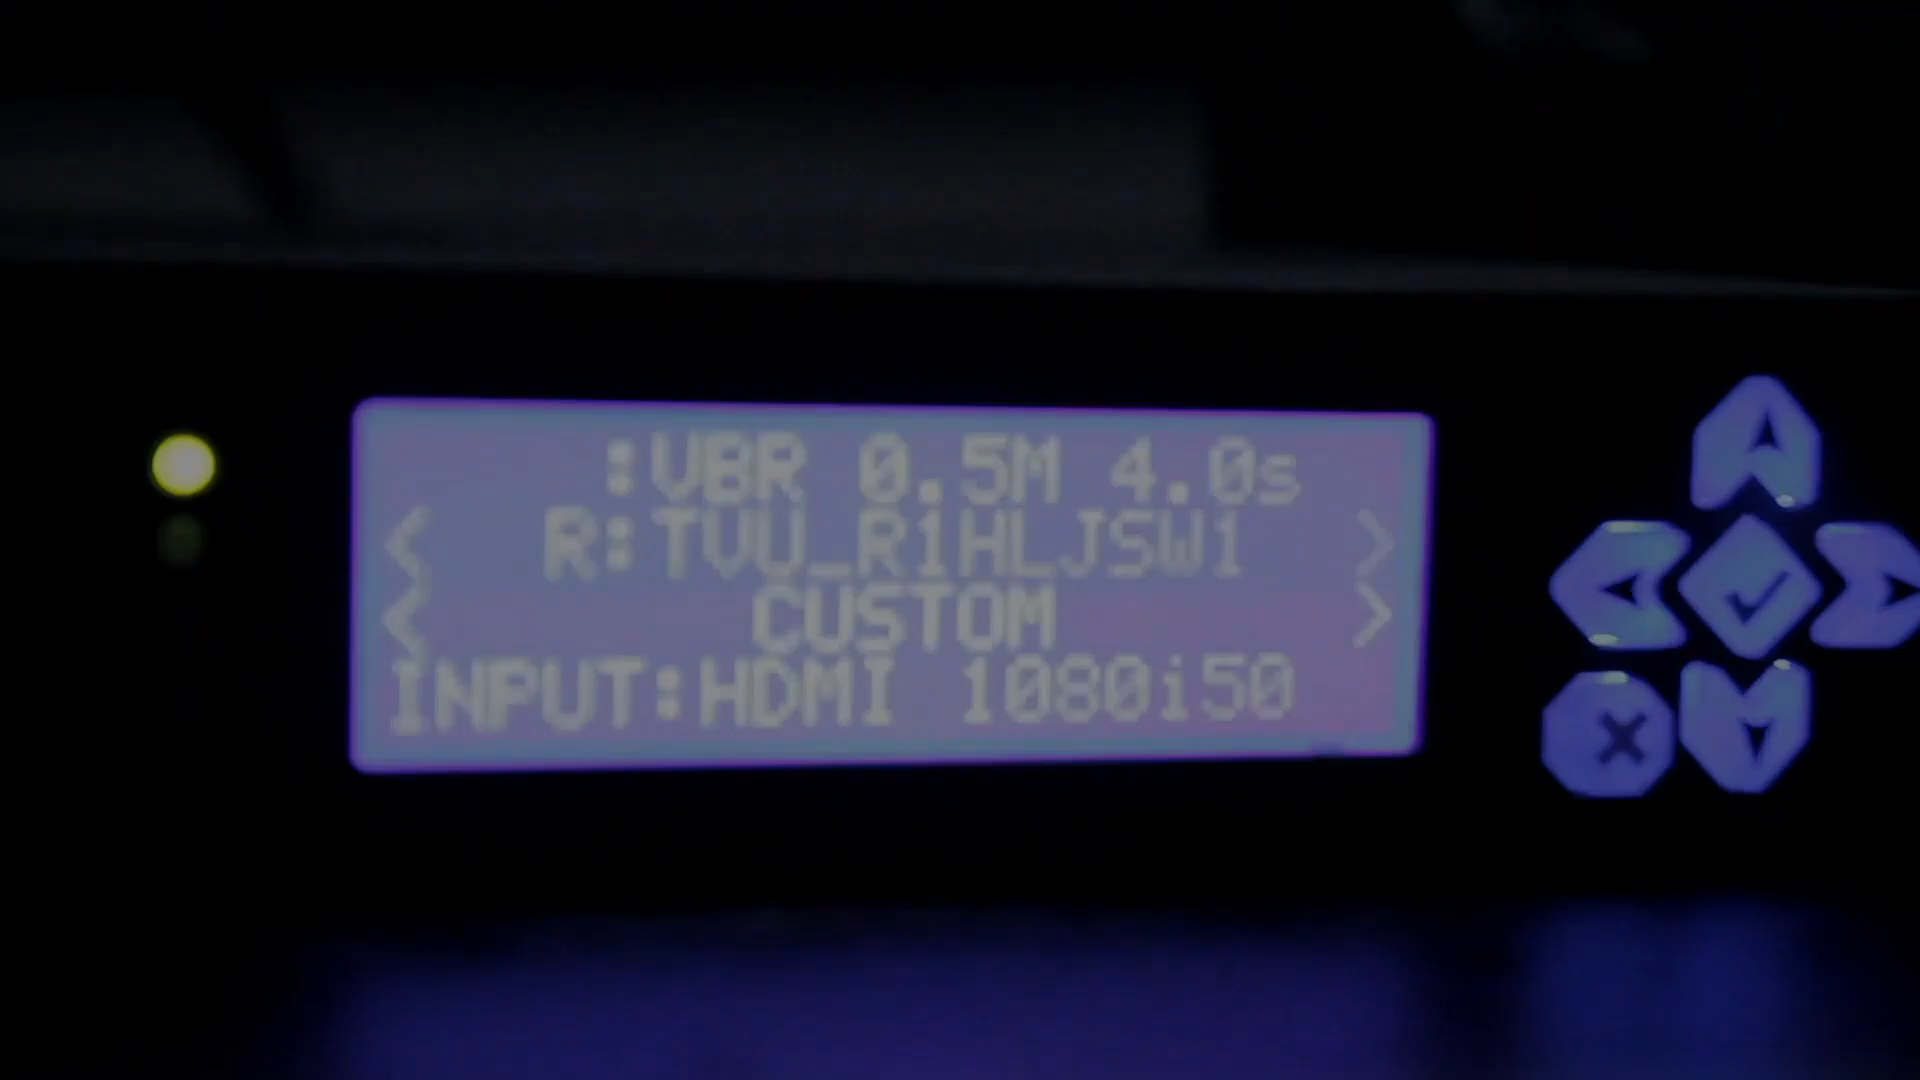 :VBR 0.5M 4.0s
< R:TVU_R1HLJSW1 >
< CUSTOM >
INPUT:HDMI 1080i50